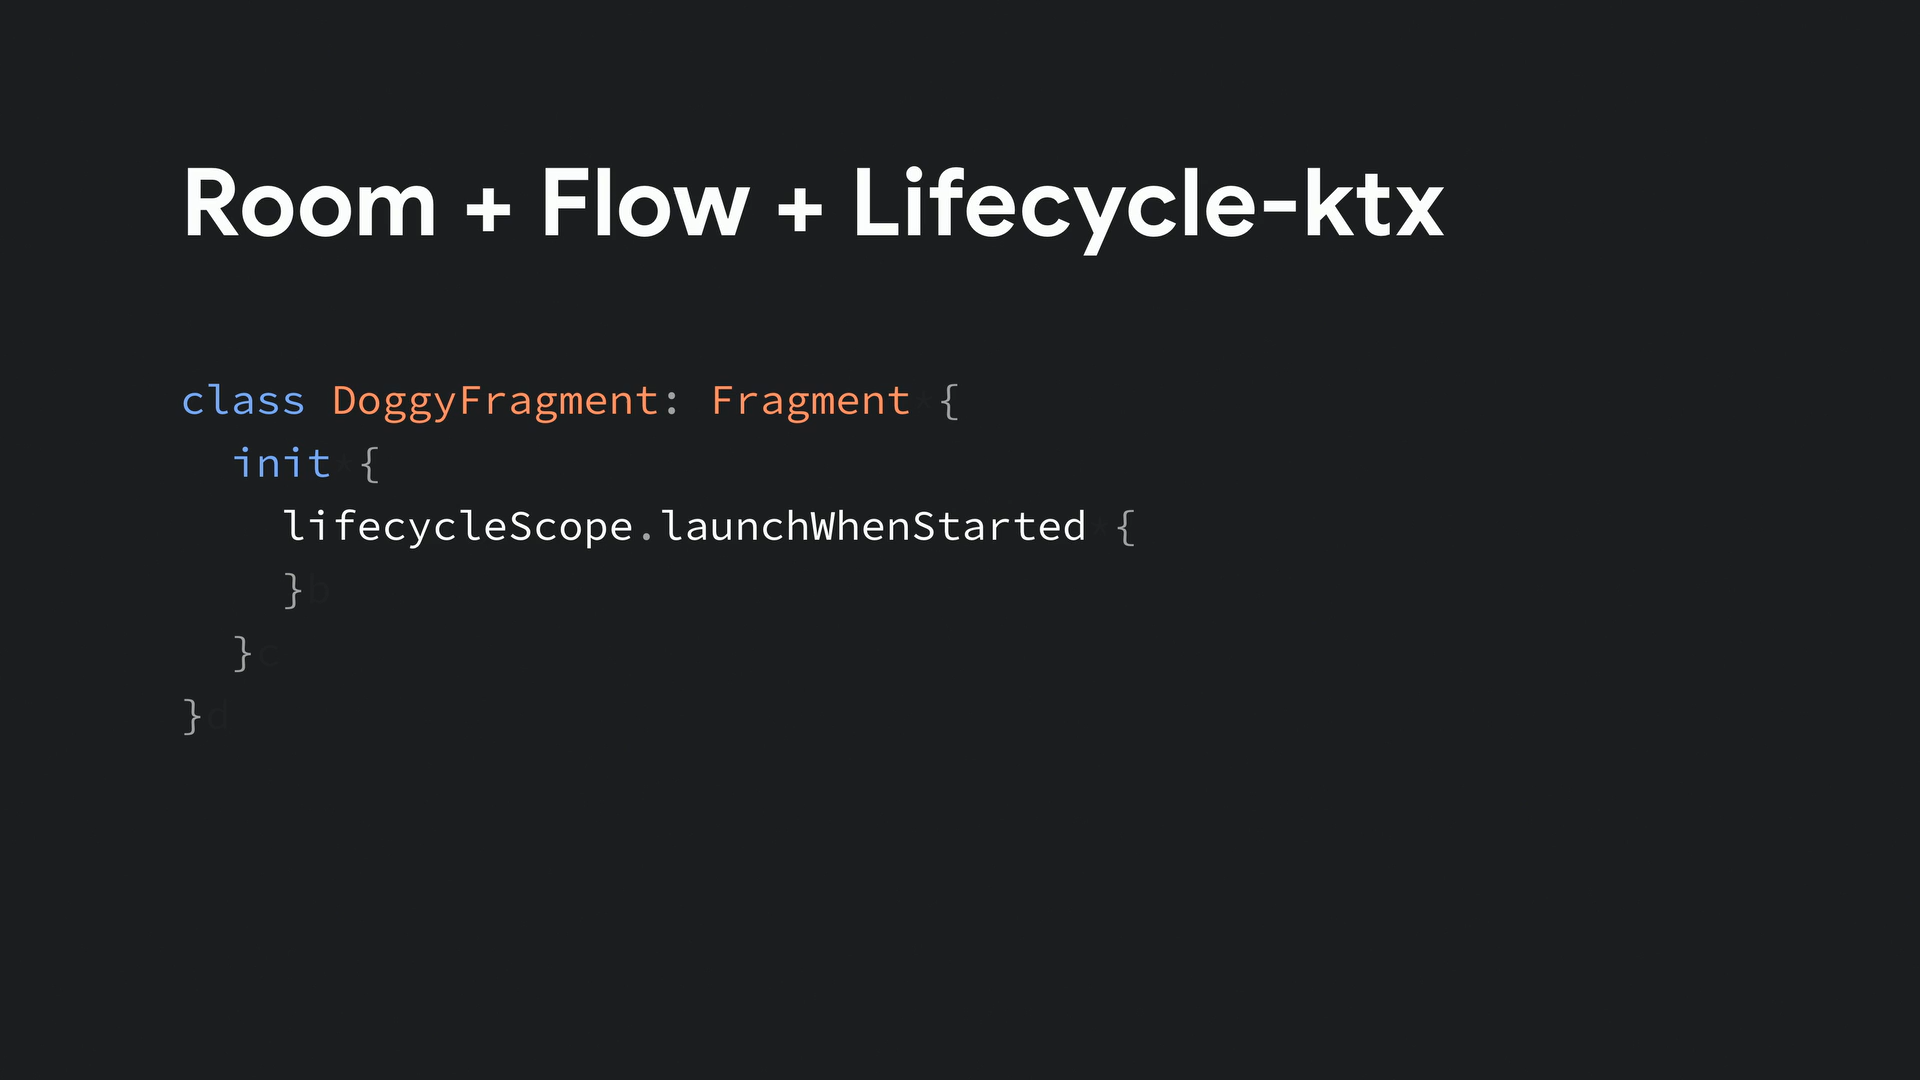 Room + Flow + Lifecycle-ktx
class DoggyFragment: Fragment*{
init*{
lifecycleScope.launchWhenStarted*{
}b
}c
}d